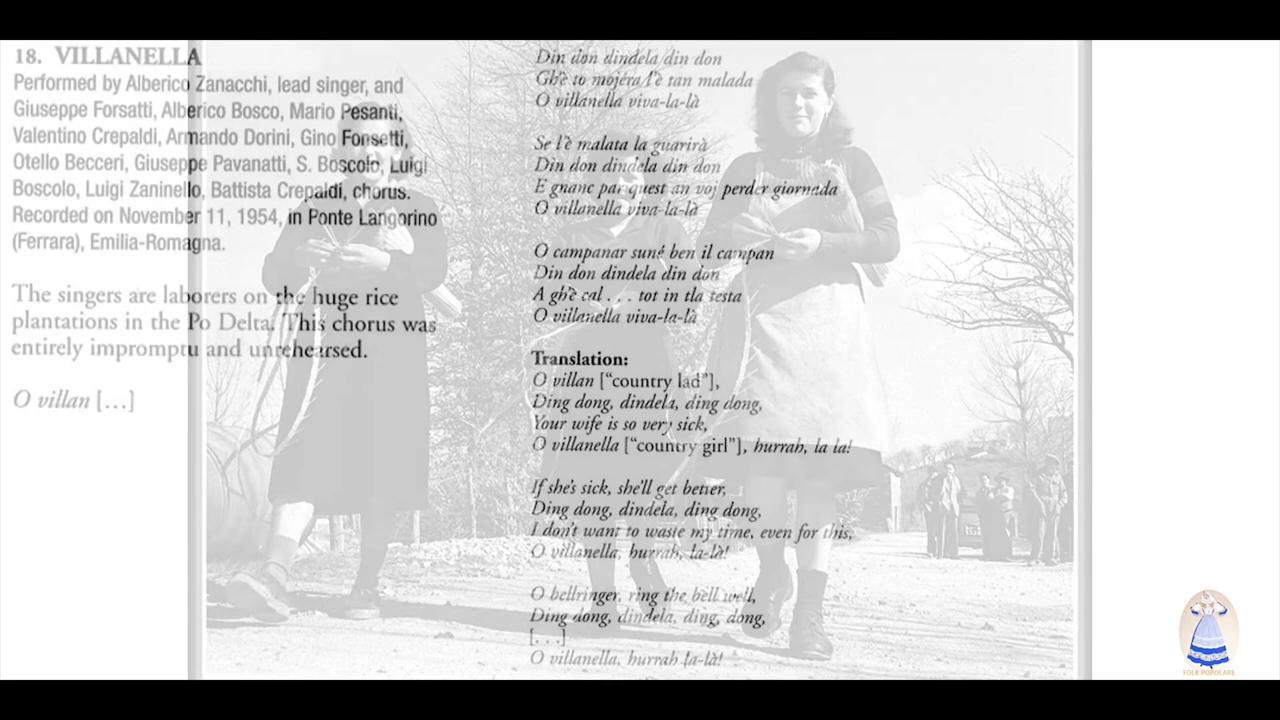 18. VILLANELLA
Performed by Alberico Zanacchi, lead singer, and
Giuseppe Forsatti, Alberico Bosco, Mario Pesanti,
Valentino Crepaldi, Armando Dorini, Gino Fonsetti,
Otello Becceri, Giuseppe Pavanatti, S. Boscolo, Luigi
Boscolo, Luigi Zaninello, Battista Crepaldi, chorus.
Recorded on November 11, 1954, in Ponte Langorino
(Ferrara), Emilia-Romagna.
The singers are laborers on the huge rice
plantations in the Po Delta. This chorus was
entirely impromptu and unrehearsed.
O villan [...]
Din don dindela din don
Ghè to mojéra l'è tan malada
O villanella viva-la-là
Se l'è malata la guarirà
Din don dindela din don
E gnanc par quest an voj perder giornada
O villanella viva-la-là
O campanar suné ben il campan
Din don dindela din don
A ghè cal . . . tot in tla testa
O villanella viva-la-là
Translation:
O villan ["country lad"],
Ding dong, dindela, ding dong,
Your wife is so very sick,
O villanella ["country girl"], hurrah, la la!
If she's sick, she'll get better,
Ding dong, dindela, ding dong,
I don't want to waste my time, even for this,
O villanella, hurrah, la-là!
O bellringer, ring the bell well,
Ding dong, dindela, ding, dong,
[. . .]
O villanella, hurrah la-là!
FOLK POPOLARE